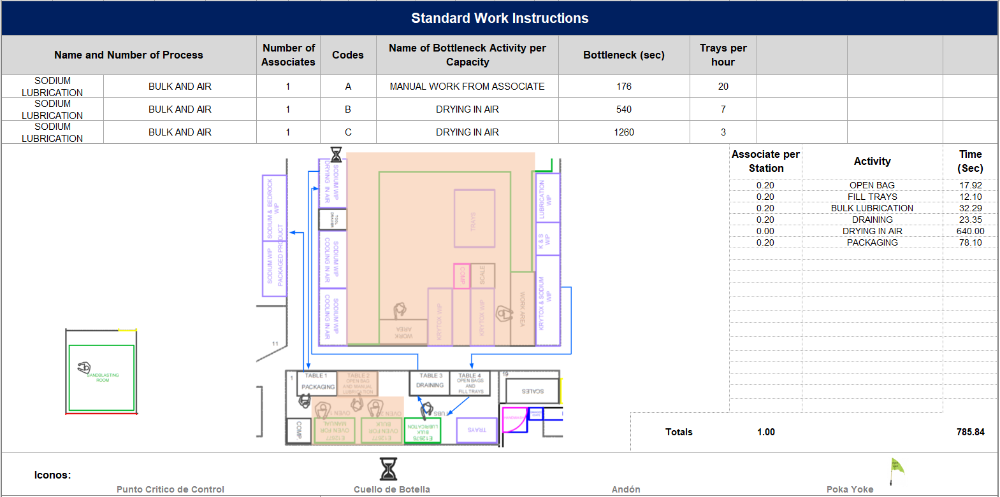 Standard Work Instructions
Name and Number of Process
Number of
Associates
Codes
Name of Bottleneck Activity per
Capacity
Bottleneck (sec)
Trays per
hour
SODIUM
LUBRICATION
BULK AND AIR
1
A
MANUAL WORK FROM ASSOCIATE
176
20
SODIUM
LUBRICATION
BULK AND AIR
1
B
DRYING IN AIR
540
7
SODIUM
LUBRICATION
BULK AND AIR
1
C
DRYING IN AIR
1260
3
SODIUM & BEDROCK
WIP
SODIUM WIP
PACKAGED PRODUCT
SODIUM WIP
DRYING IN AIR
TOOL
SODIUM WIP
COOLING IN AIR
SODIUM WIP
COOLING IN AIR
TRAYS
COMP
SCALE
KRYTOX WIP
KRYTOX WIP
WORK AREA
WORK
AREA
LUBRICATION
WIP
K & S
WIP
KRYTOX & SODIUM
WIP
11
SANDBLASTING
ROOM
1
TABLE 1
PACKAGING
TABLE 2
OPEN BAG
AND MANUAL
LUBRICATION
TABLE 3
DRAINING
TABLE 4
OPEN BAGS
AND
FILL TRAYS
19
SCALES
COMP.
OVEN 1
E12677
OVEN FOR
MANUAL
OVEN 2
E12677
OVEN FOR
BULK
TUBS
E12676
BULK
LUBRICATION
TRAYS
Associate per
Station
Activity
Time
(Sec)
0.20
OPEN BAG
17.92
0.20
FILL TRAYS
12.10
0.20
BULK LUBRICATION
32.29
0.20
DRAINING
23.35
0.00
DRYING IN AIR
640.00
0.20
PACKAGING
78.10
Totals
1.00
785.84
Iconos:
Punto Critico de Control
Cuello de Botella
Andón
Poka Yoke